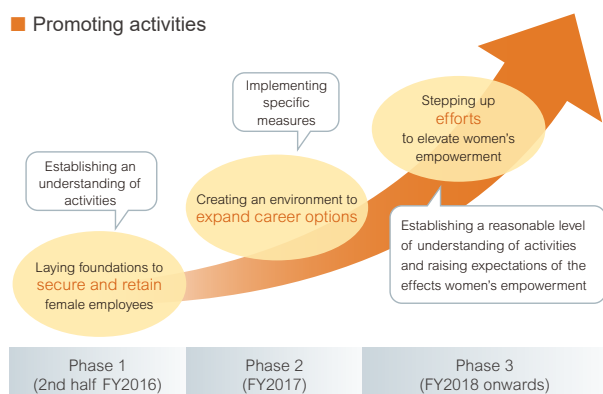 Promoting activities
Establishing an
understanding of
activities
Laying foundations to
secure and retain
female employees
Implementing
specific
measures
Creating an environment to
expand career options
Stepping up
efforts
to elevate women's
empowerment
Establishing a reasonable level
of understanding of activities
and raising expectations of the
effects women's empowerment
Phase 1
(2nd half FY2016)
Phase 2
(FY2017)
Phase 3
(FY2018 onwards)